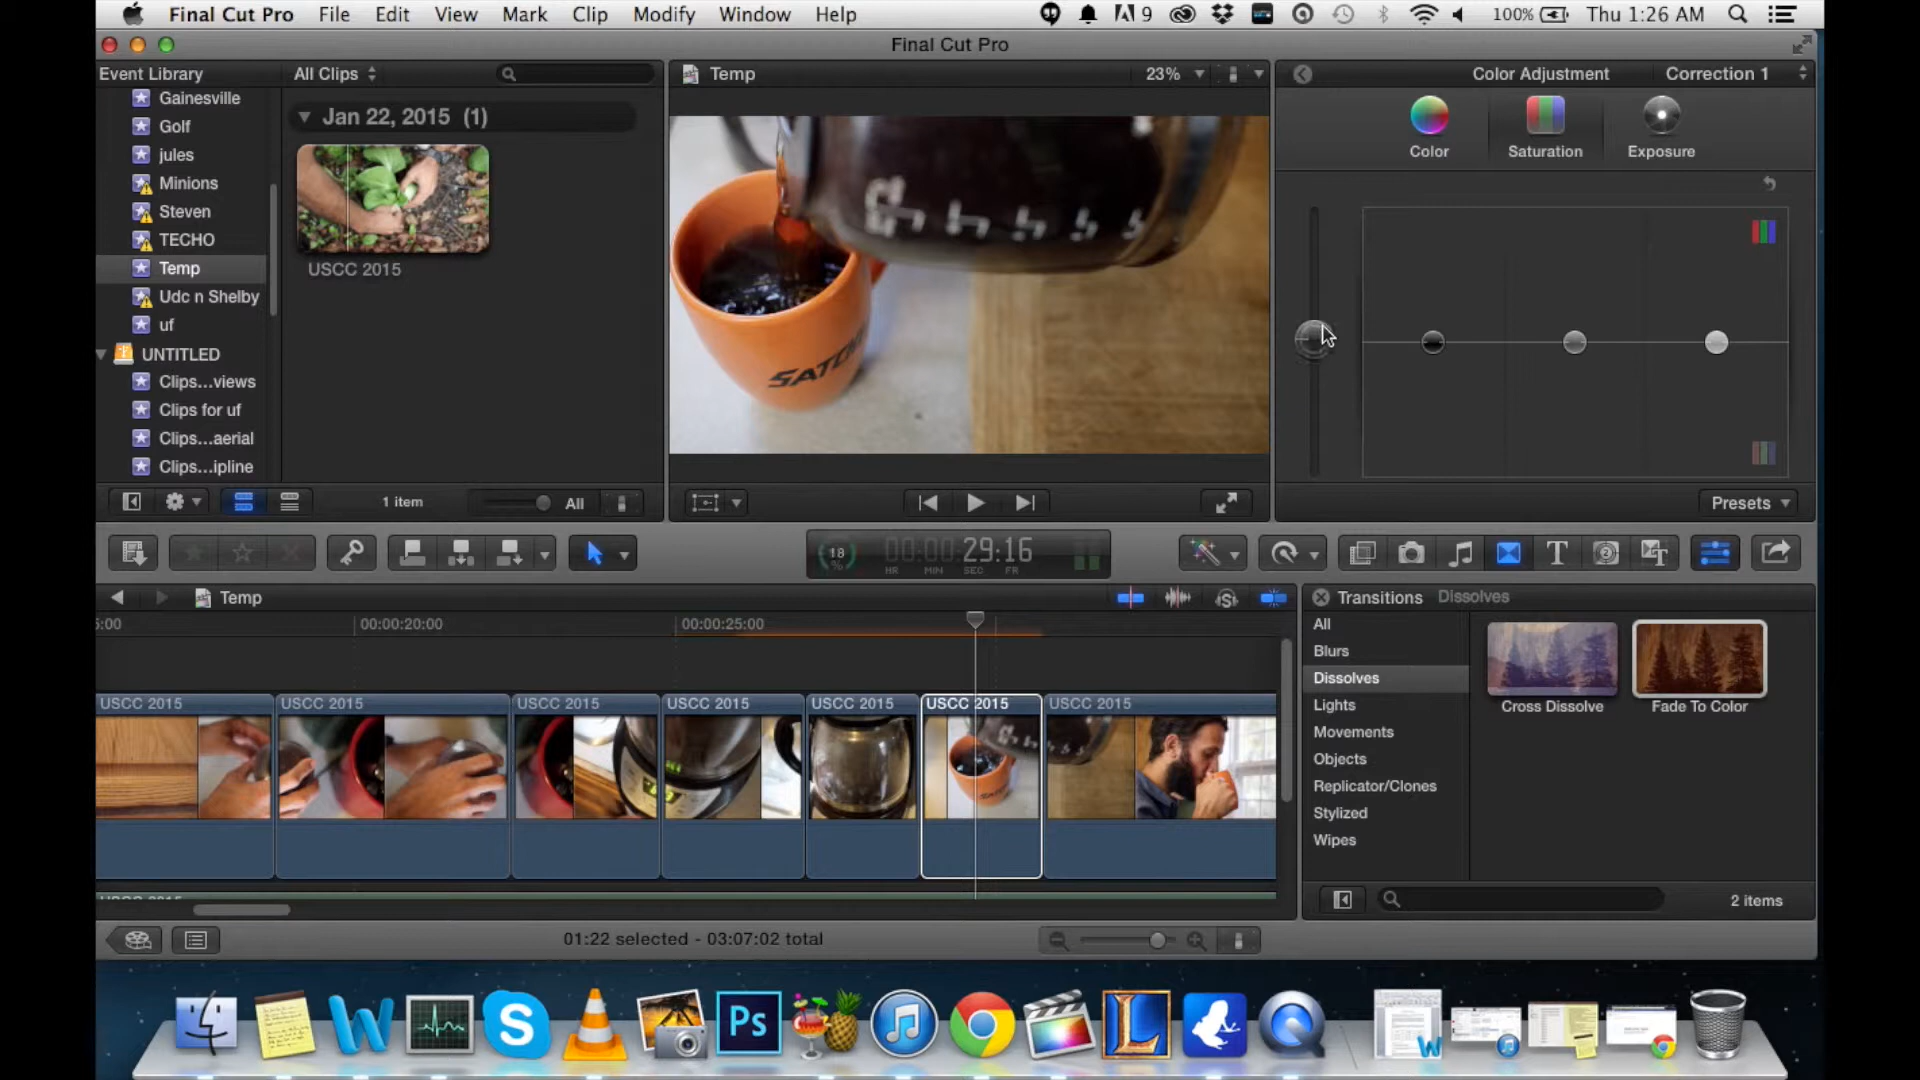 Final Cut Pro File Edit View Mark Clip Modify Window Help 9 100% Thu 1:26 AM
Final Cut Pro
Event Library All Clips Temp 23% Color Adjustment Correction 1
Gainesville
Golf
jules
Minions
Steven
TECHO
Temp
Udc n Shelby
uf
UNTITLED
Clips...views
Clips for uf
Clips...aerial
Clips...ipline
Jan 22, 2015 (1)
USCC 2015
Color Saturation Exposure
1 item All Presets
18 % 00:00:29:16
HR MIN SEC FR
Temp
00:00:20:00 00:00:25:00
USCC 2015 USCC 2015 USCC 2015 USCC 2015 USCC 2015 USCC 2015 USCC 2015
USCC 2015
Transitions Dissolves
All
Blurs
Dissolves
Lights
Movements
Objects
Replicator/Clones
Stylized
Wipes
Cross Dissolve Fade To Color
2 items
01:22 selected - 03:07:02 total
Ps